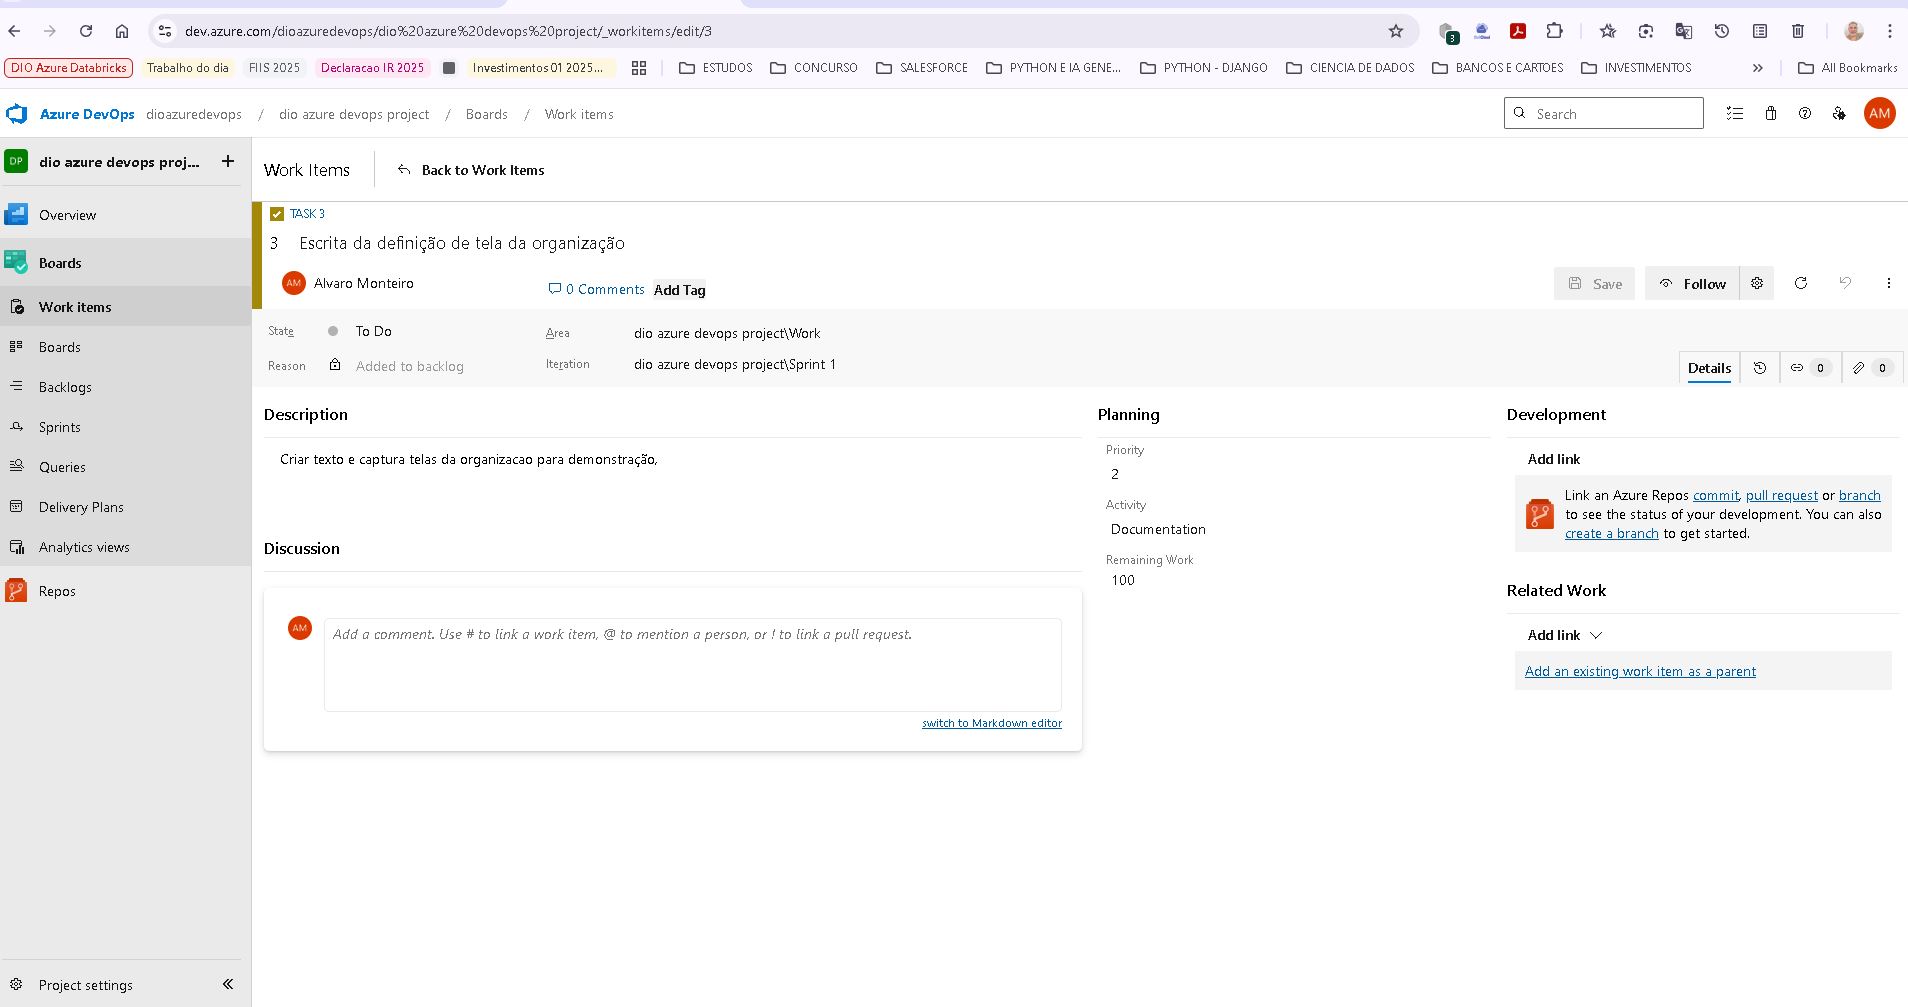 dev.azure.com/dioazuredevops/dio%20azure%20devops%20project/_workitems/edit/3
3
DIO Azure Databricks Trabalho do dia FIIS 2025 Declaracao IR 2025 Investimentos 01 2025... ESTUDOS CONCURSO SALESFORCE PYTHON E IA GENE... PYTHON - DJANGO CIENCIA DE DADOS BANCOS E CARTOES INVESTIMENTOS » All Bookmarks
Azure DevOps dioazuredevops / dio azure devops project / Boards / Work items Search AM
DP dio azure devops proj... +
Overview
Boards
Work items
Boards
Backlogs
Sprints
Queries
Delivery Plans
Analytics views
Repos
Project settings
Work Items Back to Work Items
TASK 3
3 Escrita da definição de tela da organização
AM Alvaro Monteiro 0 Comments Add Tag Save Follow
State To Do Area dio azure devops project\Work
Reason Added to backlog Iteration dio azure devops project\Sprint 1
Details 0 0
Description
Criar texto e captura telas da organizacao para demonstração,
Discussion
AM Add a comment. Use # to link a work item, @ to mention a person, or ! to link a pull request.
switch to Markdown editor
Planning
Priority
2
Activity
Documentation
Remaining Work
100
Development
Add link
Link an Azure Repos commit, pull request or branch
to see the status of your development. You can also
create a branch to get started.
Related Work
Add link
Add an existing work item as a parent